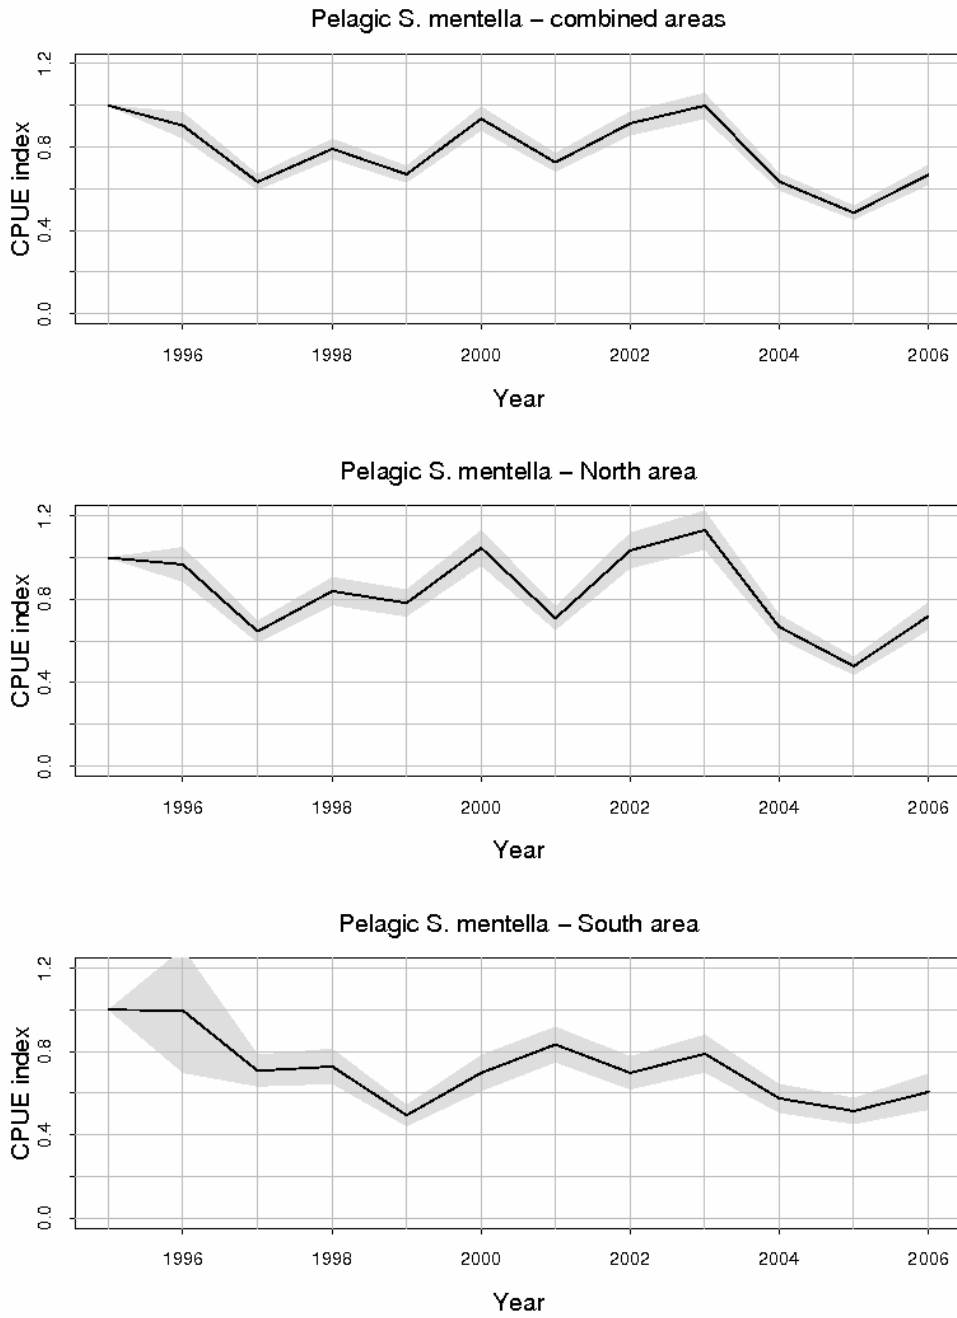 Pelagic S. mentella – combined areas
1.2
0.8
0.4
0.0
CPUE index
1996 1998 2000 2002 2004 2006
Year
Pelagic S. mentella – North area
1.2
0.8
0.4
0.0
CPUE index
1996 1998 2000 2002 2004 2006
Year
Pelagic S. mentella – South area
1.2
0.8
0.4
0.0
CPUE index
1996 1998 2000 2002 2004 2006
Year